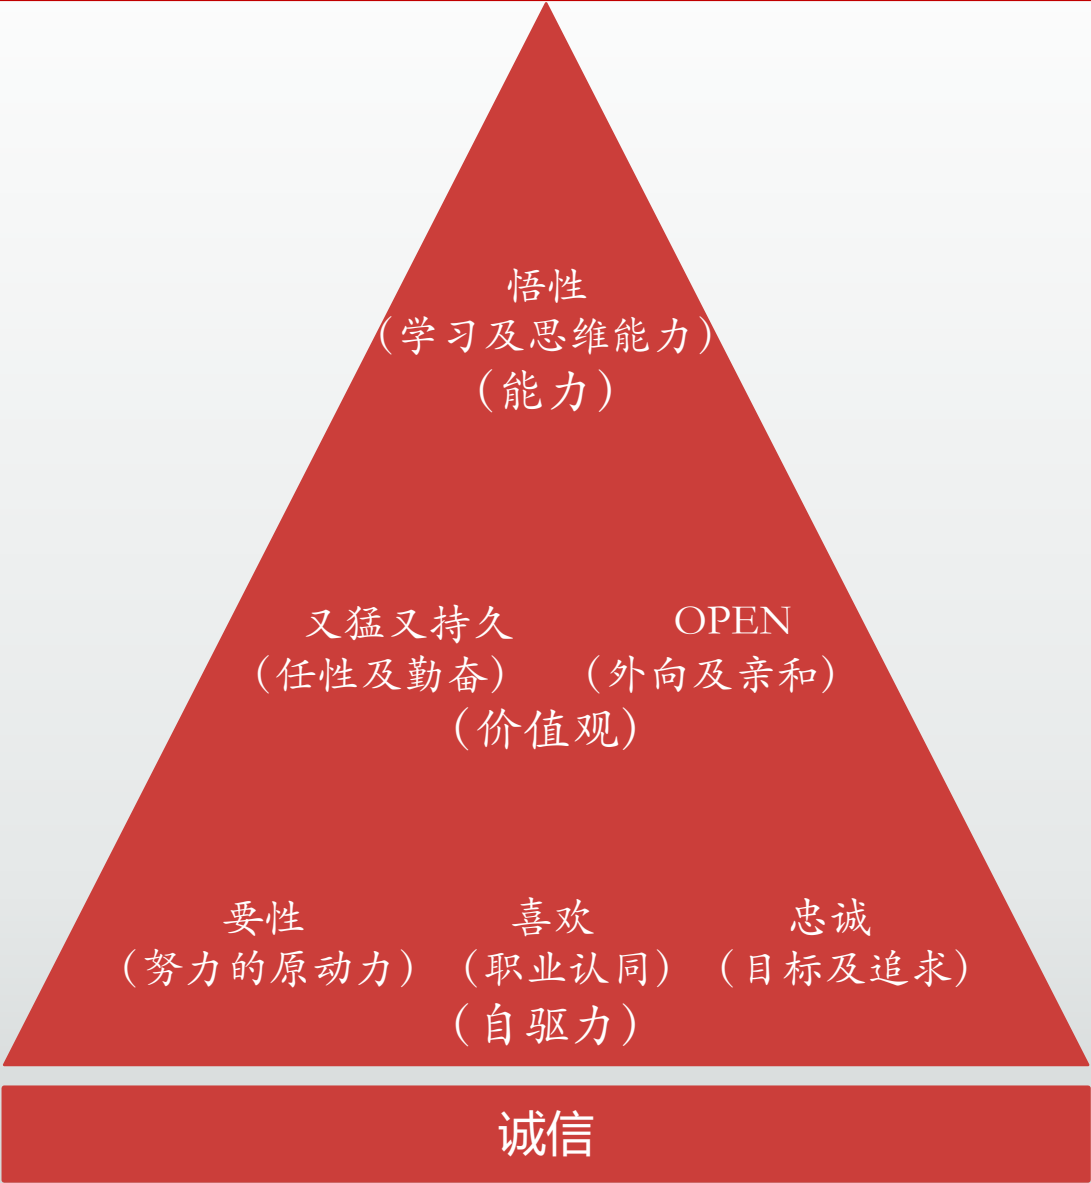 悟性
（学习及思维能力）
（能力）
又猛又持久 OPEN
（任性及勤奋） （外向及亲和）
（价值观）
要性 喜欢 忠诚
（努力的原动力） （职业认同） （目标及追求）
（自驱力）
诚信